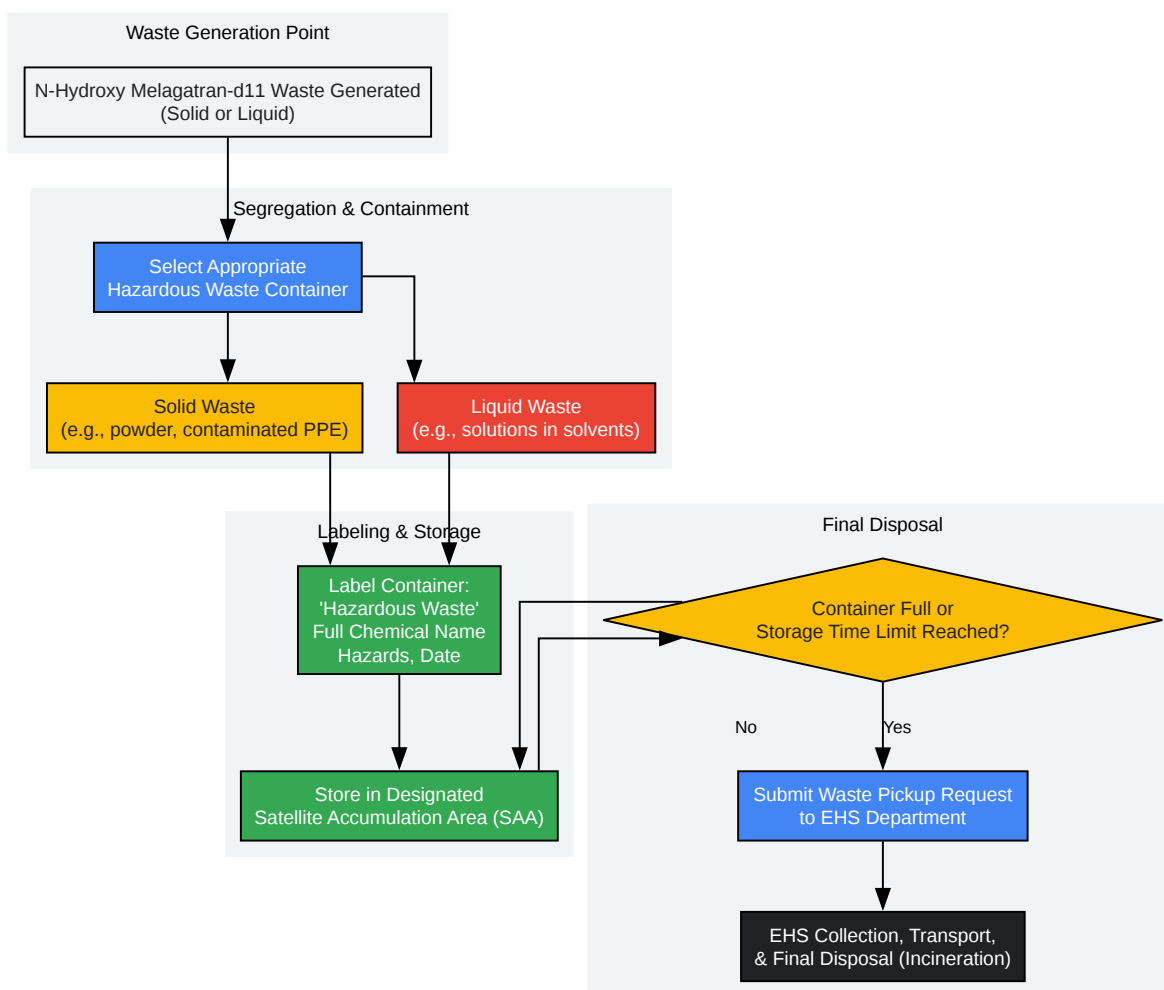 Waste Generation Point
N-Hydroxy Melagatran-d11 Waste Generated
(Solid or Liquid)
Segregation & Containment
Select Appropriate
Hazardous Waste Container
Solid Waste
(e.g., powder, contaminated PPE)
Liquid Waste
(e.g., solutions in solvents)
Labeling & Storage
Label Container:
'Hazardous Waste'
Full Chemical Name
Hazards, Date
Store in Designated
Satellite Accumulation Area (SAA)
Final Disposal
Container Full or
Storage Time Limit Reached?
No
Yes
Submit Waste Pickup Request
to EHS Department
EHS Collection, Transport,
& Final Disposal (Incineration)